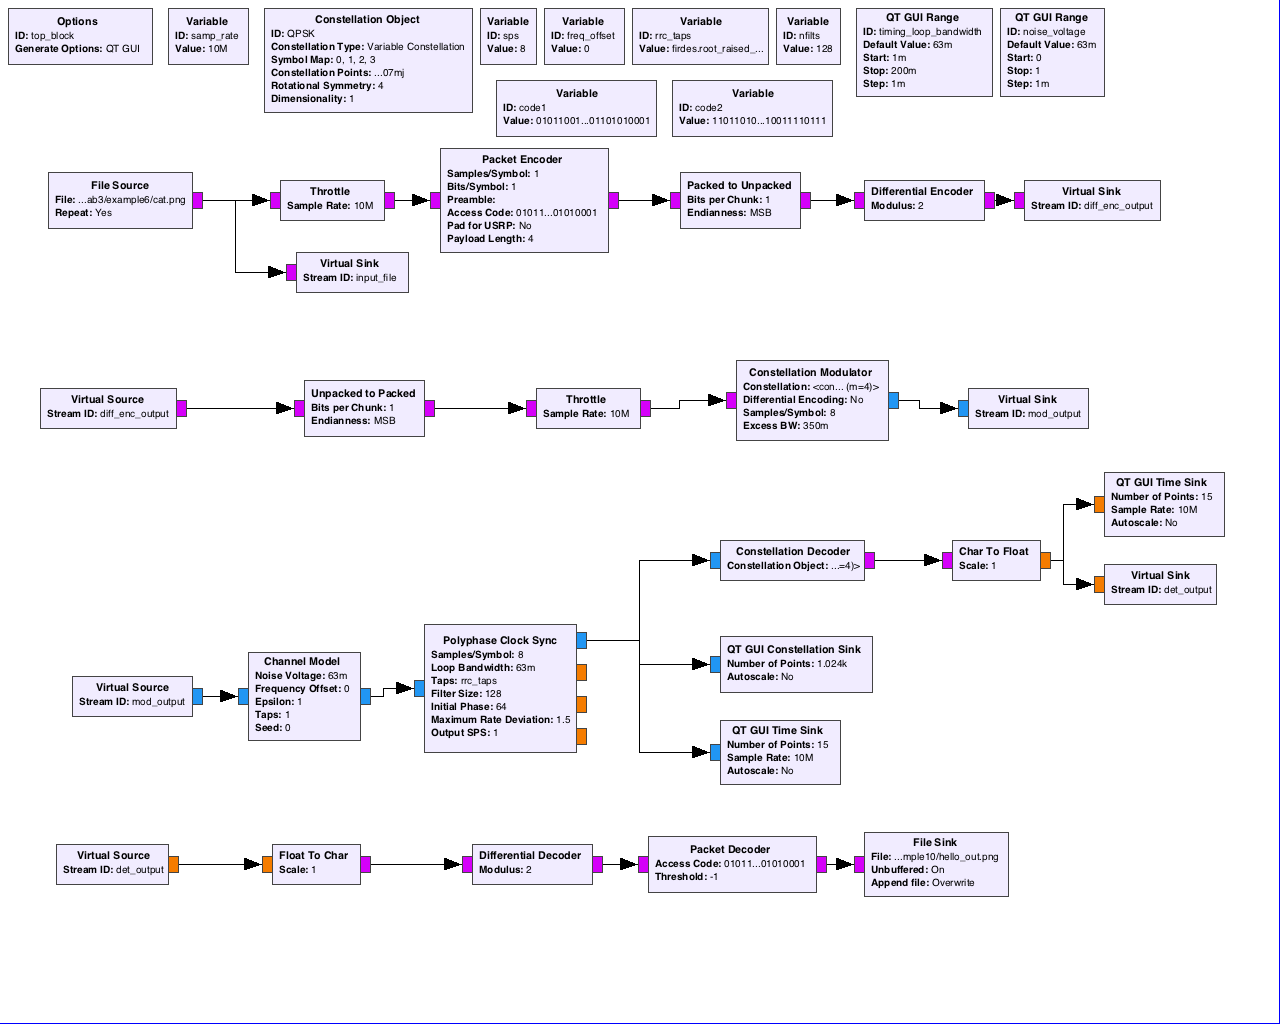 Options
ID: top_block
Generate Options: QT GUI
Variable
ID: samp_rate
Value: 10M
Constellation Object
ID: QPSK
Constellation Type: Variable Constellation
Symbol Map: 0, 1, 2, 3
Constellation Points: ...07mj
Rotational Symmetry: 4
Dimensionality: 1
Variable
ID: sps
Value: 8
Variable
ID: freq_offset
Value: 0
Variable
ID: rrc_taps
Value: firdes.root_raised_...
Variable
ID: nfilts
Value: 128
QT GUI Range
ID: timing_loop_bandwidth
Default Value: 63m
Start: 1m
Stop: 200m
Step: 1m
QT GUI Range
ID: noise_voltage
Default Value: 63m
Start: 0
Stop: 1
Step: 1m
Variable
ID: code1
Value: 01011001...01101010001
Variable
ID: code2
Value: 11011010...10011110111
File Source
File: ...ab3/example6/cat.png
Repeat: Yes
Throttle
Sample Rate: 10M
Packet Encoder
Samples/Symbol: 1
Bits/Symbol: 1
Preamble:
Access Code: 01011...01010001
Pad for USRP: No
Payload Length: 4
Packed to Unpacked
Bits per Chunk: 1
Endianness: MSB
Differential Encoder
Modulus: 2
Virtual Sink
Stream ID: diff_enc_output
Virtual Sink
Stream ID: input_file
Virtual Source
Stream ID: diff_enc_output
Unpacked to Packed
Bits per Chunk: 1
Endianness: MSB
Throttle
Sample Rate: 10M
Constellation Modulator
Constellation: <con... (m=4)>
Differential Encoding: No
Samples/Symbol: 8
Excess BW: 350m
Virtual Sink
Stream ID: mod_output
Virtual Source
Stream ID: mod_output
Channel Model
Noise Voltage: 63m
Frequency Offset: 0
Epsilon: 1
Taps: 1
Seed: 0
Polyphase Clock Sync
Samples/Symbol: 8
Loop Bandwidth: 63m
Taps: rrc_taps
Filter Size: 128
Initial Phase: 64
Maximum Rate Deviation: 1.5
Output SPS: 1
Constellation Decoder
Constellation Object: ...=4)>
Char To Float
Scale: 1
QT GUI Time Sink
Number of Points: 15
Sample Rate: 10M
Autoscale: No
Virtual Sink
Stream ID: det_output
QT GUI Constellation Sink
Number of Points: 1.024k
Autoscale: No
QT GUI Time Sink
Number of Points: 15
Sample Rate: 10M
Autoscale: No
Virtual Source
Stream ID: det_output
Float To Char
Scale: 1
Differential Decoder
Modulus: 2
Packet Decoder
Access Code: 01011...01010001
Threshold: -1
File Sink
File: ...mple10/hello_out.png
Unbuffered: On
Append file: Overwrite